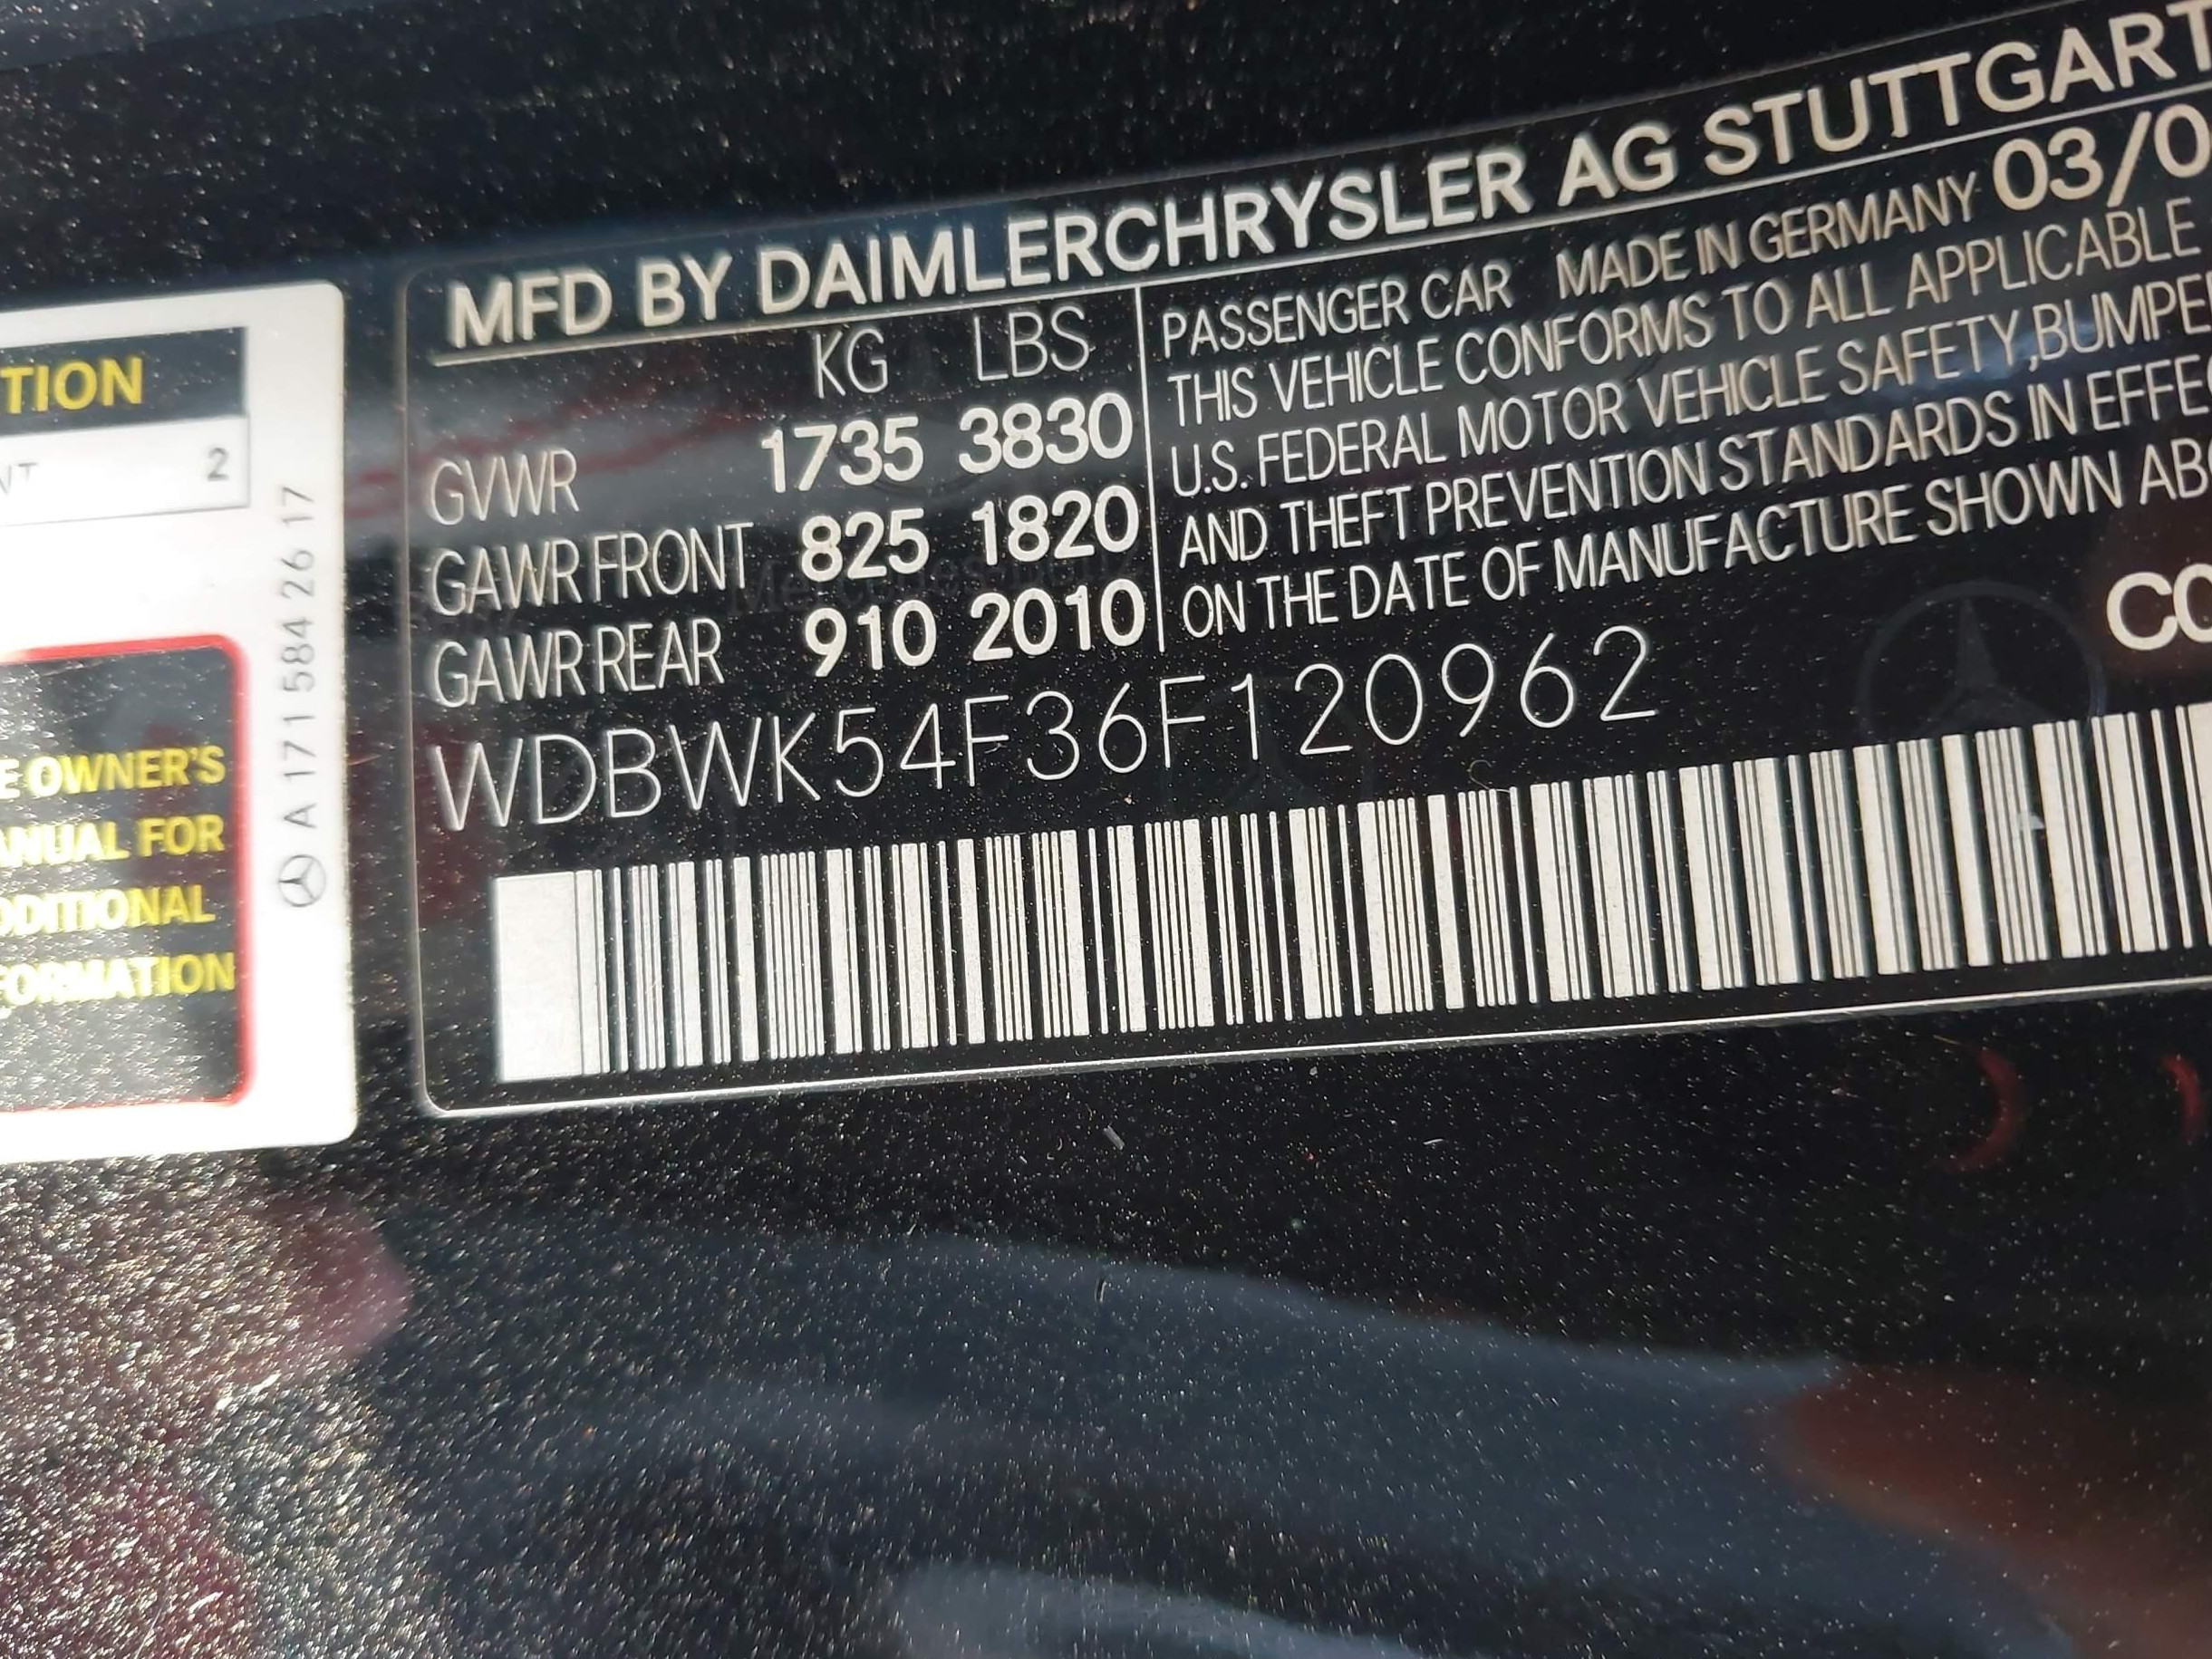 TION
2
A 171 584 26 17
E OWNER'S
ANUAL FOR
DDITIONAL
FORMATION
MFD BY DAIMLERCHRYSLER AG STUTTGART
KG LBS
GVWR 1735 3830
GAWR FRONT 825 1820
GAWR REAR 910 2010
PASSENGER CAR MADE IN GERMANY 03/0
THIS VEHICLE CONFORMS TO ALL APPLICABLE
U.S. FEDERAL MOTOR VEHICLE SAFETY,BUMPE
AND THEFT PREVENTION STANDARDS IN EFFEC
ON THE DATE OF MANUFACTURE SHOWN ABO
WDBWK54F36F120962
CO